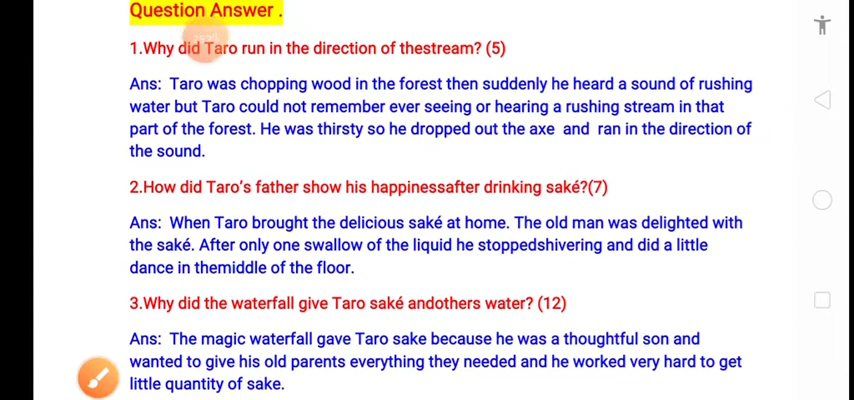 Question Answer .
1.Why did Taro run in the direction of thestream? (5)
Ans: Taro was chopping wood in the forest then suddenly he heard a sound of rushing
water but Taro could not remember ever seeing or hearing a rushing stream in that
part of the forest. He was thirsty so he dropped out the axe and ran in the direction of
the sound.
2.How did Taro's father show his happinessafter drinking saké?(7)
Ans: When Taro brought the delicious saké at home. The old man was delighted with
the saké. After only one swallow of the liquid he stoppedshivering and did a little
dance in themiddle of the floor.
3.Why did the waterfall give Taro saké andothers water? (12)
Ans: The magic waterfall gave Taro sake because he was a thoughtful son and
wanted to give his old parents everything they needed and he worked very hard to get
little quantity of sake.